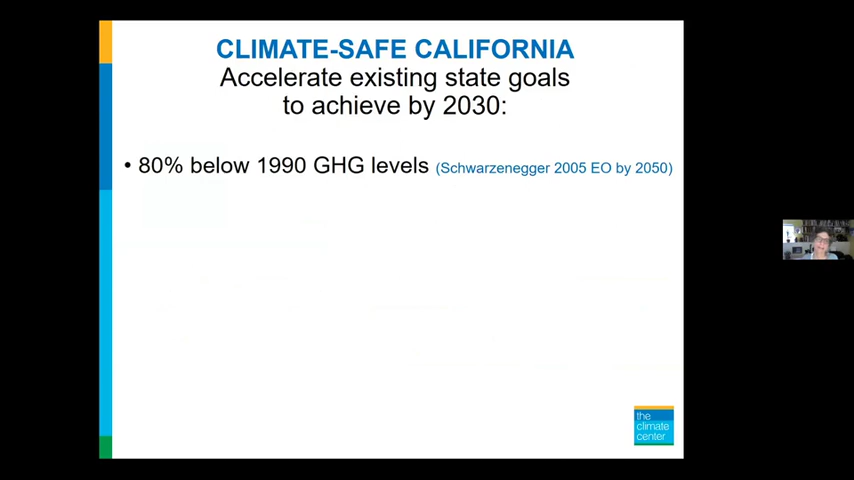 CLIMATE-SAFE CALIFORNIA
Accelerate existing state goals
to achieve by 2030:
• 80% below 1990 GHG levels (Schwarzenegger 2005 EO by 2050)
the
climate
center